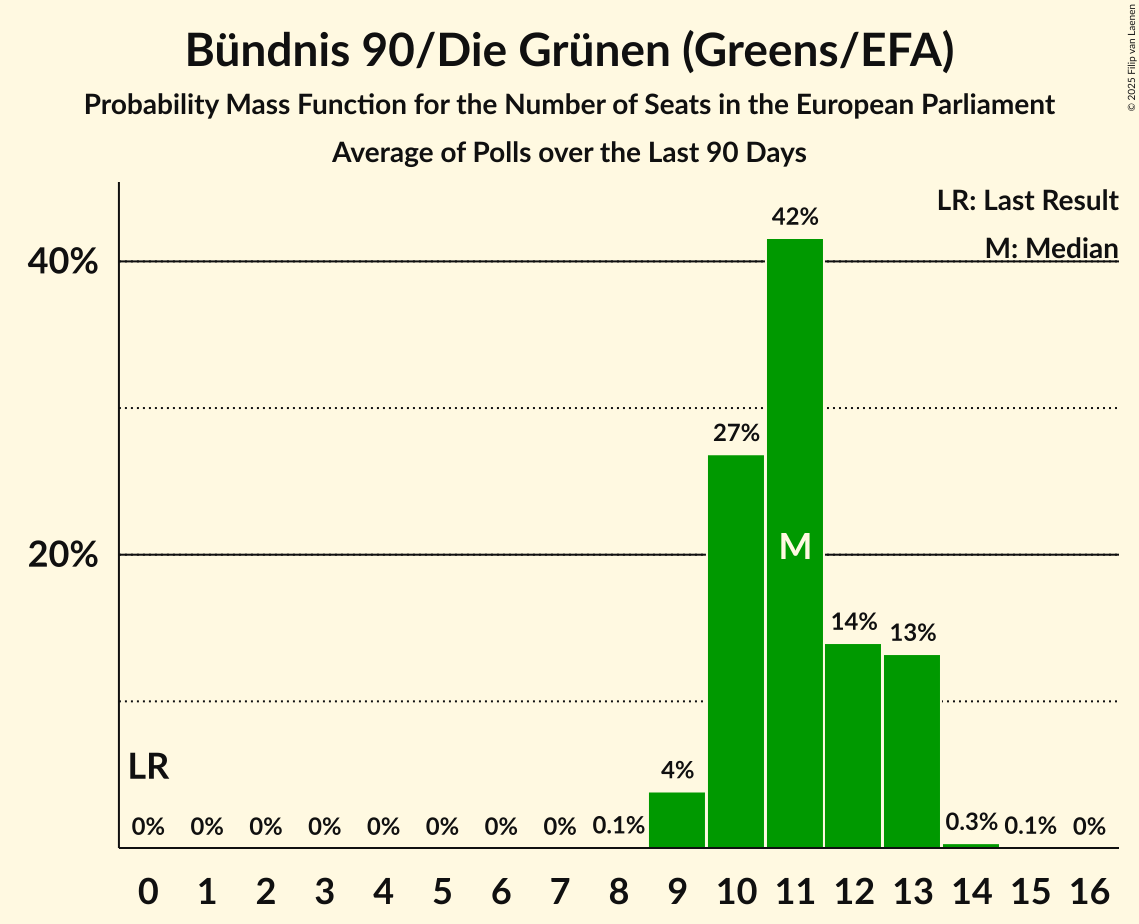 Bündnis 90/Die Grünen (Greens/EFA)
Probability Mass Function for the Number of Seats in the European Parliament
Average of Polls over the Last 90 Days
© 2025 Filip van Laenen
LR: Last Result
M: Median
40%
20%
42%
27%
M
14%
13%
LR
4%
0% 0% 0% 0% 0% 0% 0% 0% 0.1% 0.3% 0.1% 0%
0 1 2 3 4 5 6 7 8 9 10 11 12 13 14 15 16